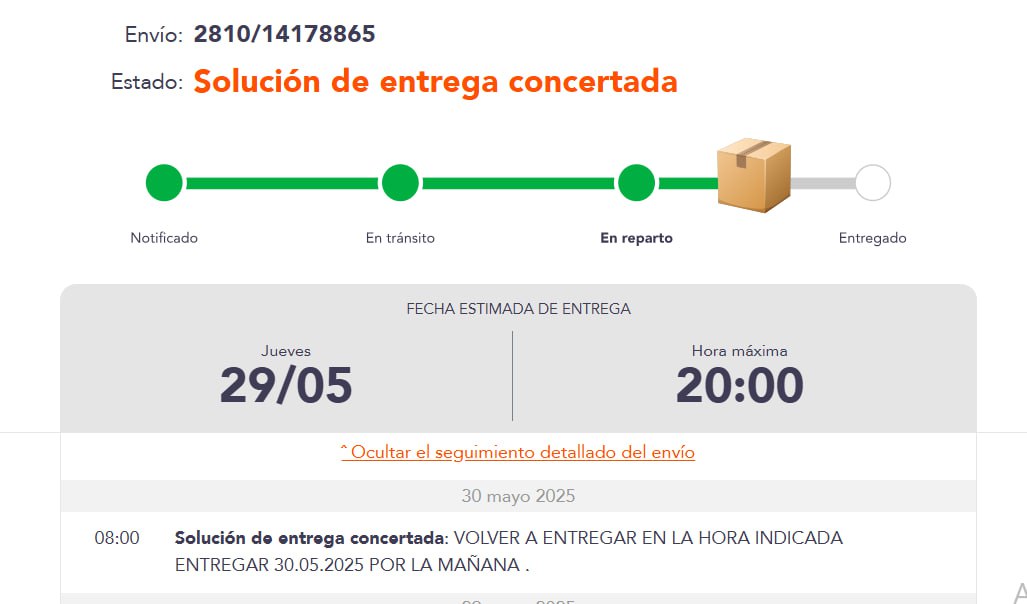 Envío: 2810/14178865
Estado: Solución de entrega concertada
Notificado
En tránsito
En reparto
Entregado
FECHA ESTIMADA DE ENTREGA
Jueves
29/05
Hora máxima
20:00
ˆ Ocultar el seguimiento detallado del envío
30 mayo 2025
08:00 Solución de entrega concertada: VOLVER A ENTREGAR EN LA HORA INDICADA
ENTREGAR 30.05.2025 POR LA MAÑANA .